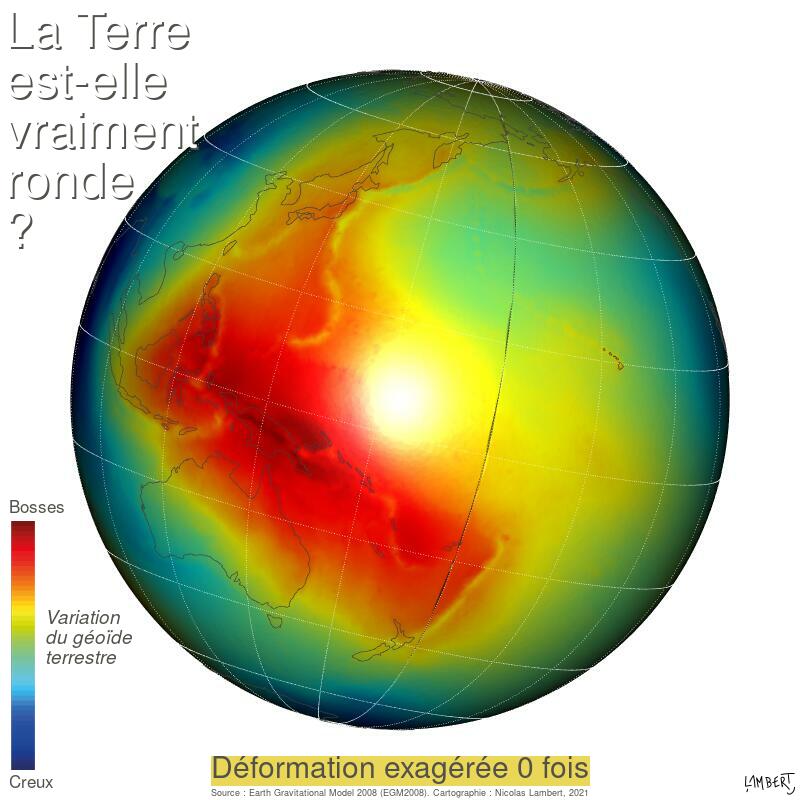 La Terre
est-elle
vraiment
ronde
?
Bosses
Variation
du géoïde
terrestre
Creux
Déformation exagérée 0 fois
Source : Earth Gravitational Model 2008 (EGM2008). Cartographie : Nicolas Lambert, 2021
LAMBERT